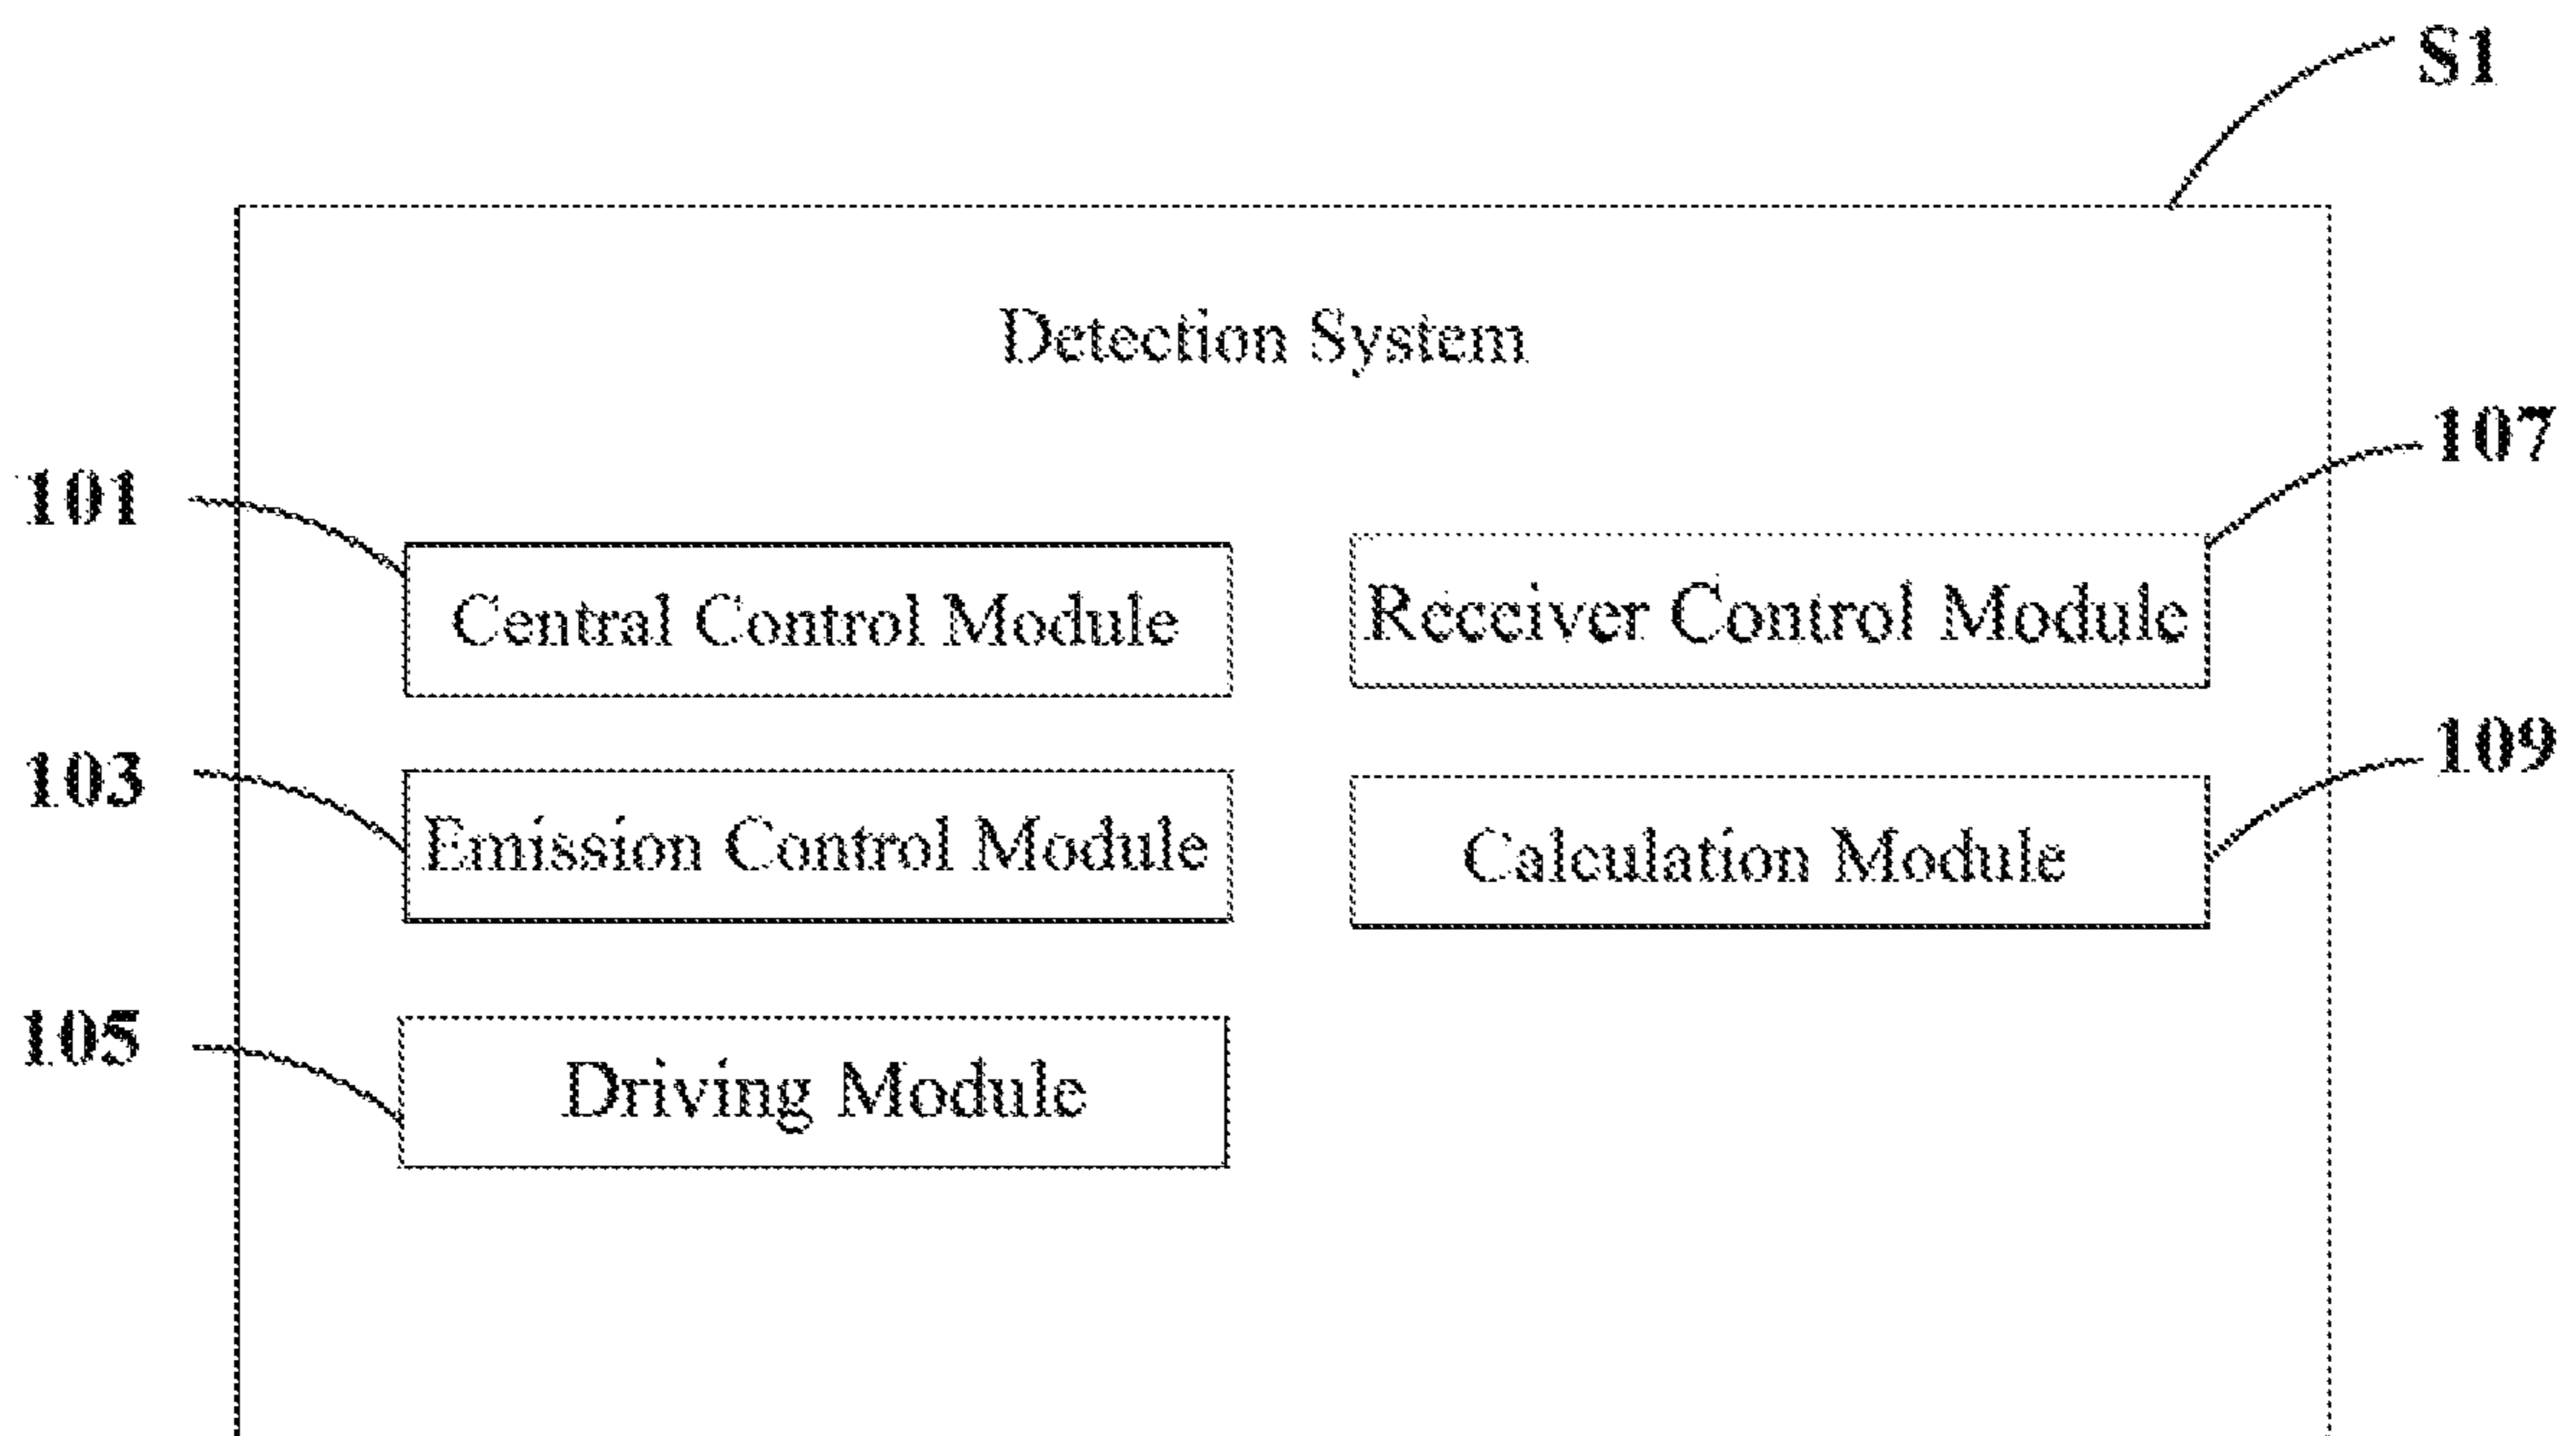 S1
Detection System
107
101
Central Control Module
Receiver Control Module
109
103
Emission Control Module
Calculation Module
105
Driving Module